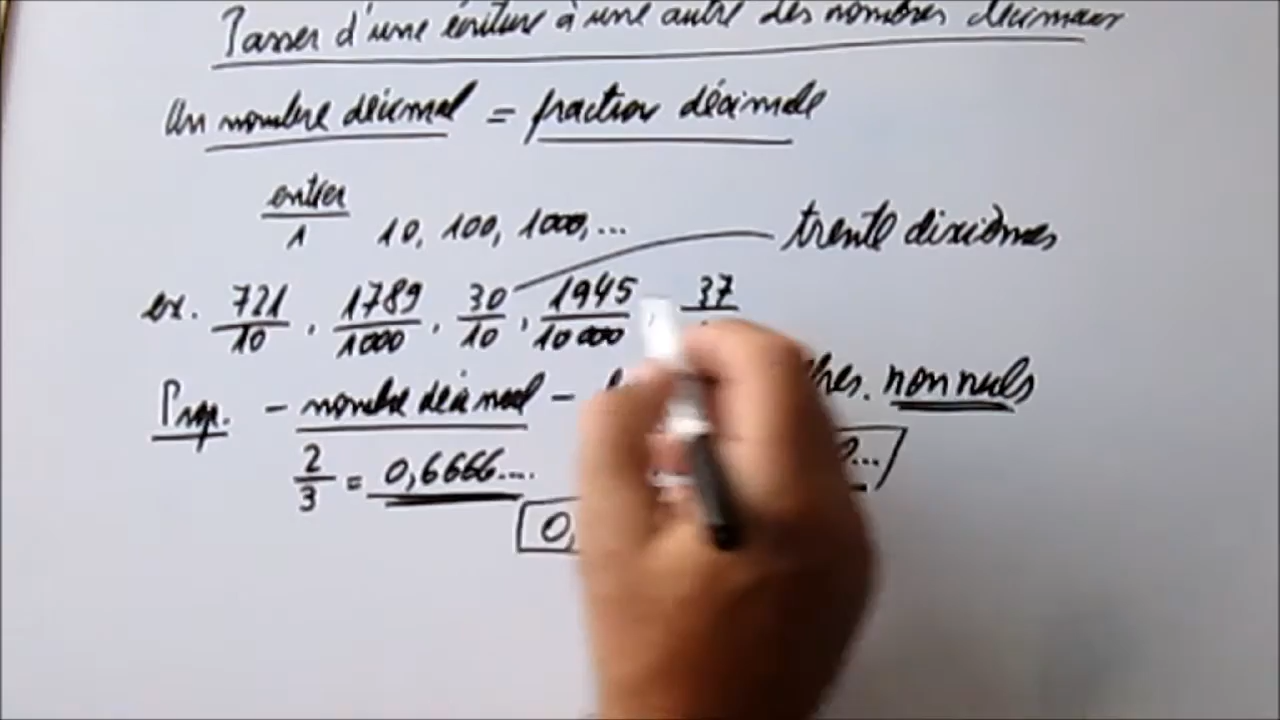 Passer d'une écriture à une autre des nombres décimaux
Un nombre décimal = fraction décimale
entier
1 10, 100, 1000,... trente dixièmes
ex. 721/10, 1789/1000, 30/10, 1945/10000 37
Prop. - nombre décimal - non nuls
2/3 = 0,6666....
0,